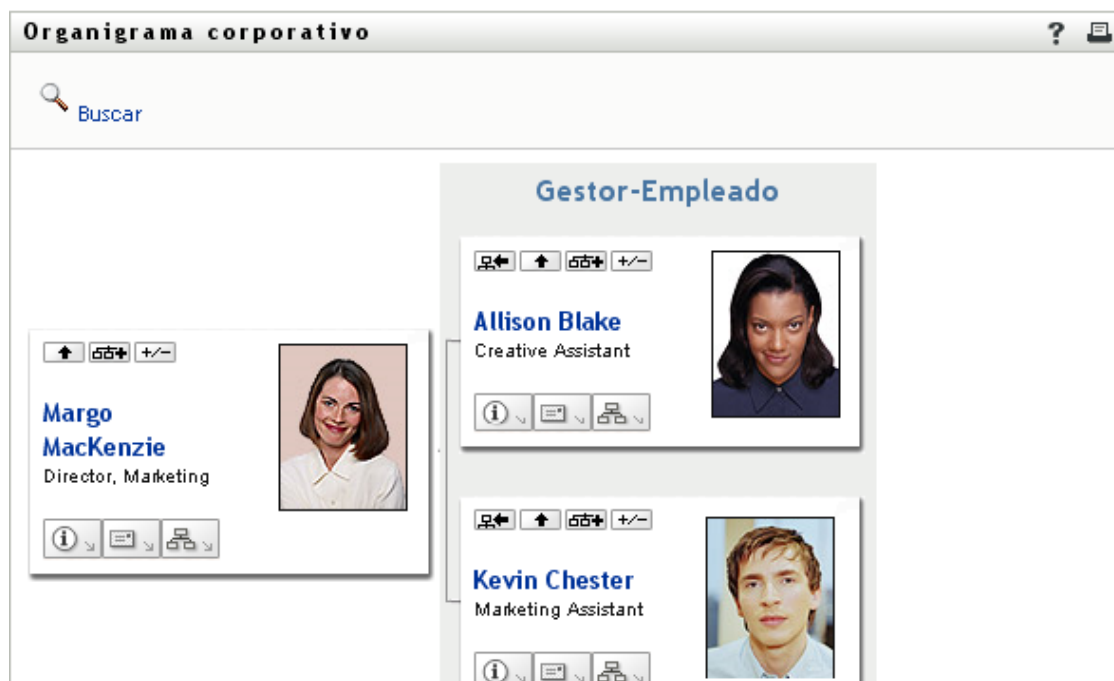 Organigrama corporativo
?
Buscar
Gestor-Empleado
+/−
Allison Blake
Creative Assistant
+/−
Margo
MacKenzie
Director, Marketing
+/−
Kevin Chester
Marketing Assistant